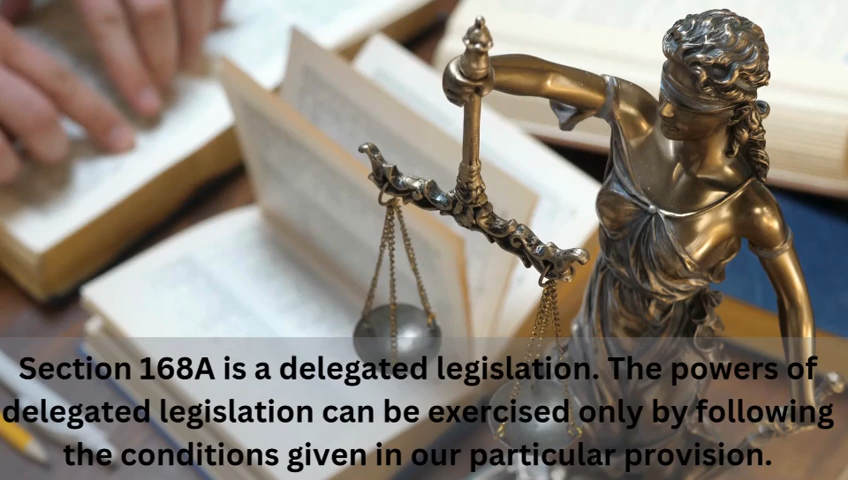 Section 168A is a delegated legislation. The powers of
delegated legislation can be exercised only by following
the conditions given in our particular provision.